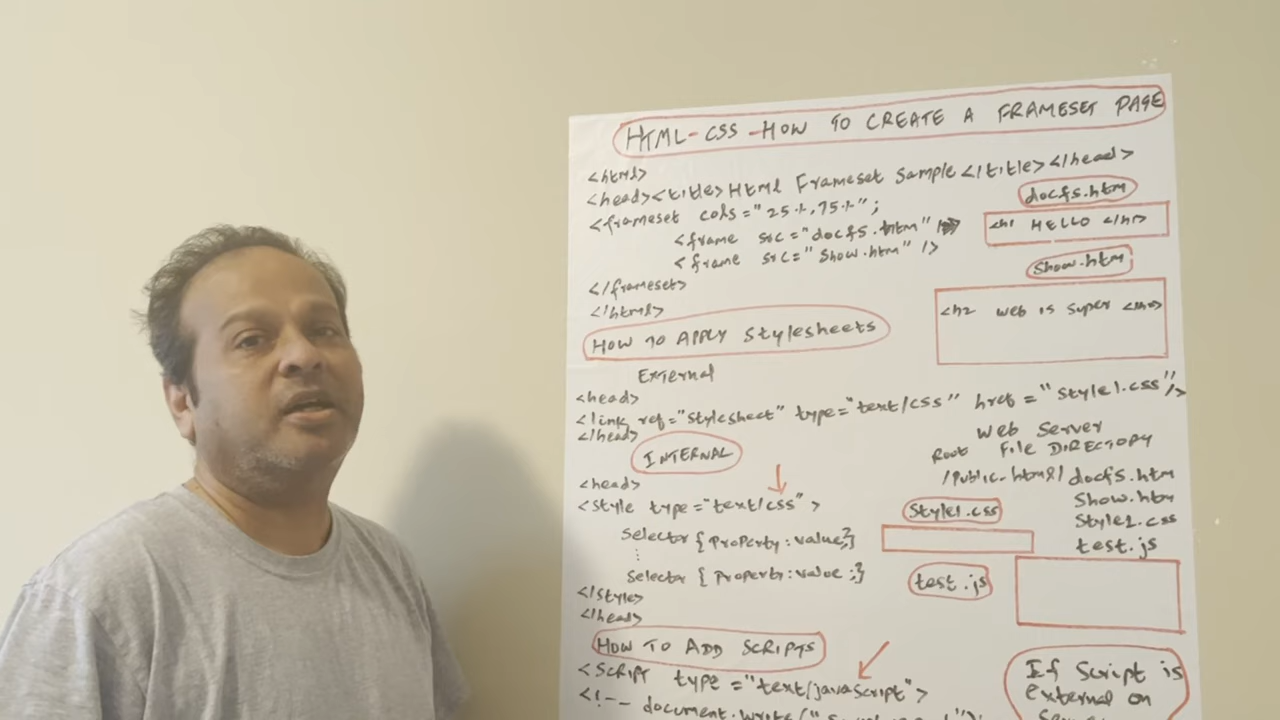 HTML-CSS-HOW TO CREATE A FRAMESET PAGE
<html>
<head><title>Html Frameset Sample</title></head>
<frameset cols="25%,75%";
<frame src="docfs.htm" />
<frame src="Show.htm" />
</frameset>
</html>
docfs.htm
<h1 HELLO </h1>
Show.htm
<h2 Web is Super </h2>
HOW TO APPLY Stylesheets
External
<head>
<link ref="Stylesheet" type="text/css" href="Style1.css"/>
</head>
INTERNAL
<head>
<Style type="text/css">
Selector {Property:value;}
Selector {Property:value;}
</Style>
</head>
Web Server
Root File DIRECTORY
/Public-html/docfs.htm
Show.htm
Style1.css
test.js
Style1.css
test.js
HOW TO ADD SCRIPTS
<SCRIPT type="text/javascript">
<!-- document.write("
If Script is
external on